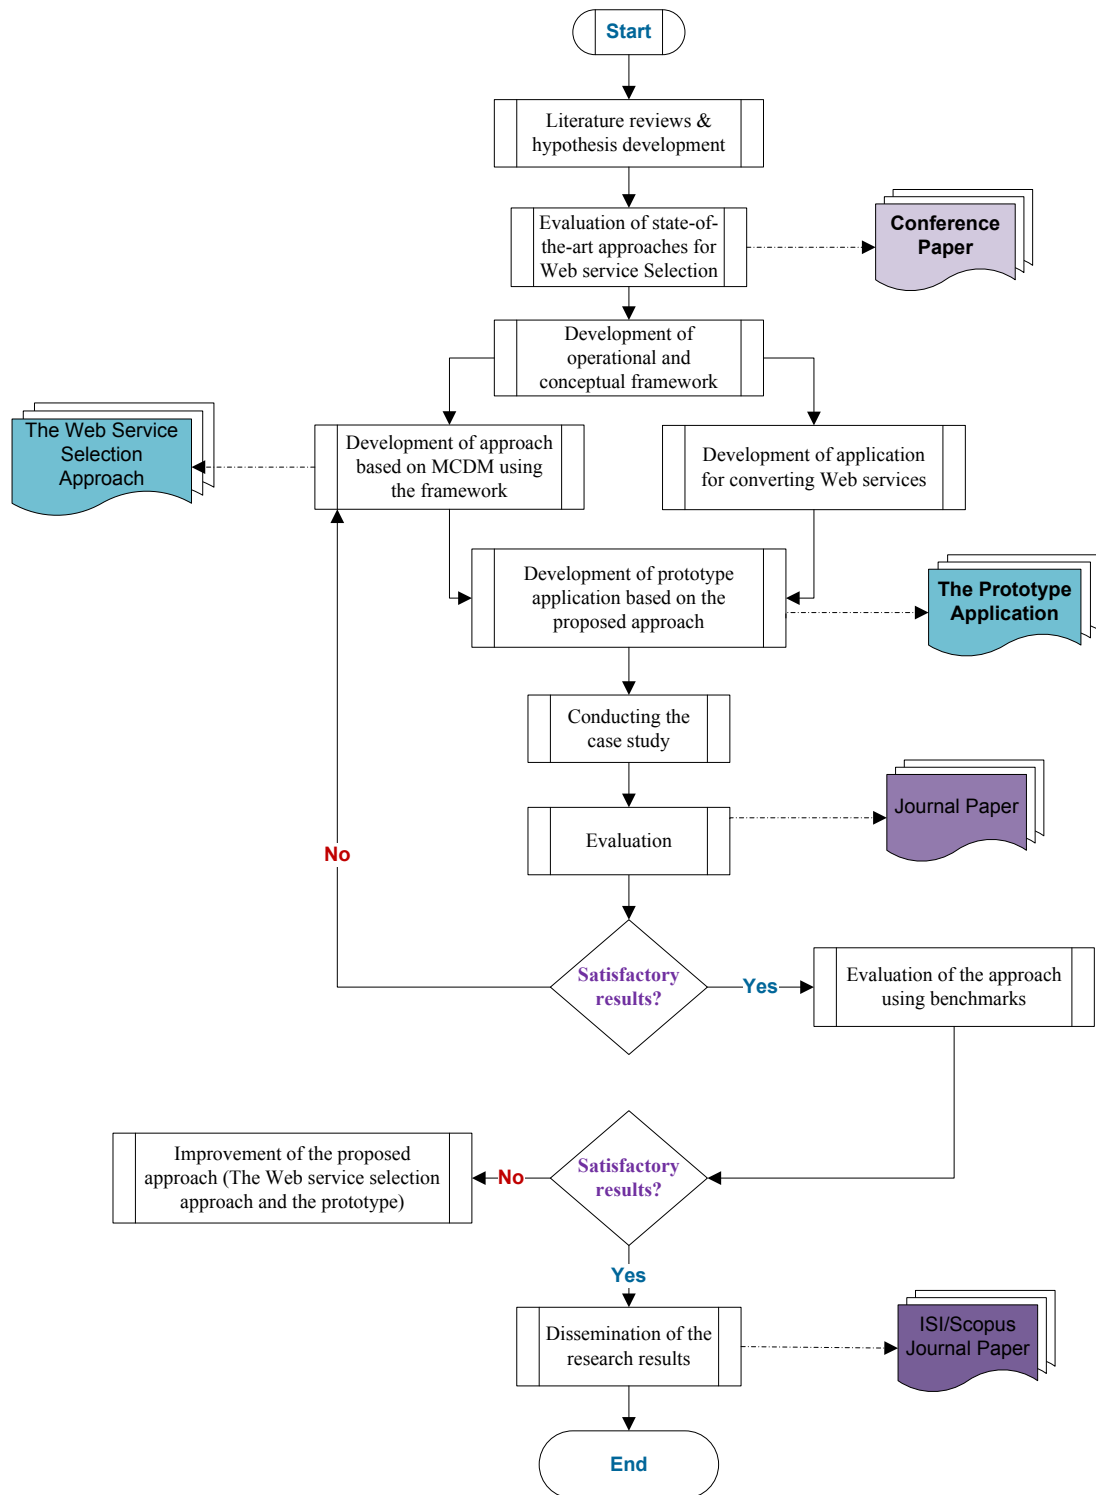 Start
Literature reviews &
hypothesis development
Evaluation of state-of-
the-art approaches for
Web service Selection
Conference
Paper
Development of
operational and
conceptual framework
The Web Service
Selection
Approach
Development of approach
based on MCDM using
the framework
Development of application
for converting Web services
Development of prototype
application based on the
proposed approach
The Prototype
Application
Conducting the
case study
Journal Paper
Evaluation
No
Satisfactory
results?
Yes
Evaluation of the approach
using benchmarks
Improvement of the proposed
approach (The Web service selection
approach and the prototype)
No
Satisfactory
results?
Yes
Dissemination of the
research results
ISI/Scopus
Journal Paper
End